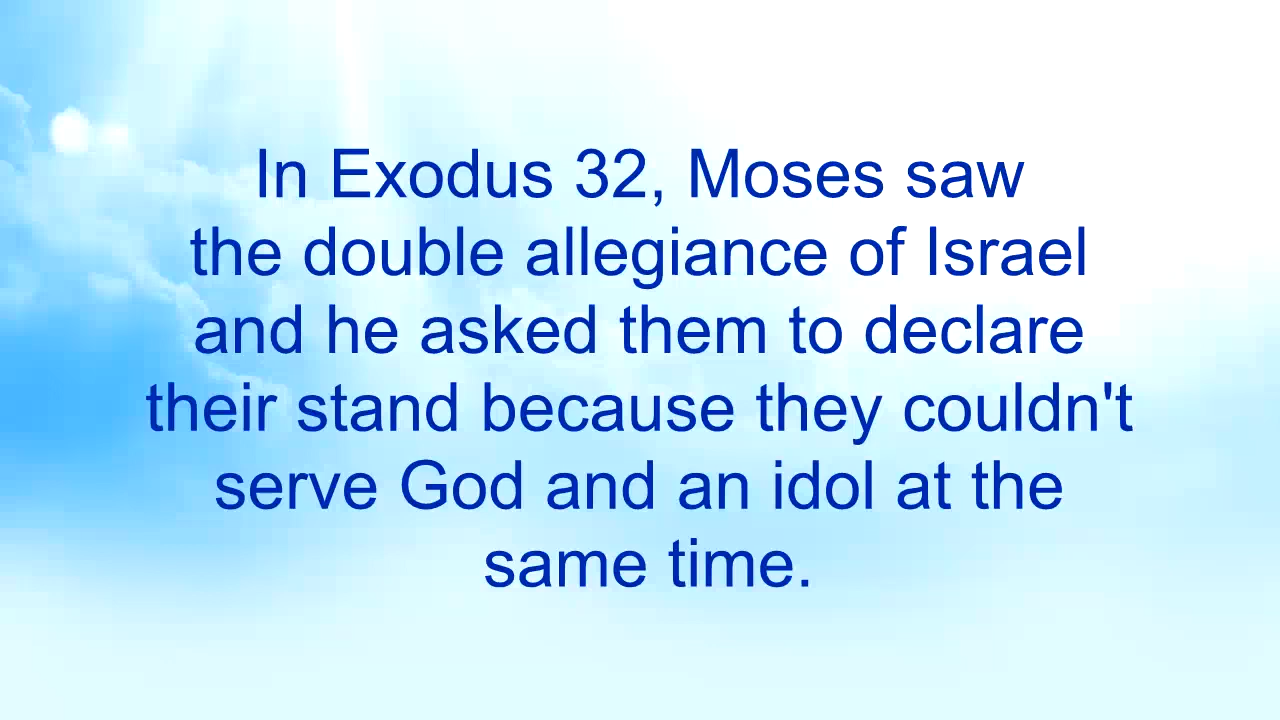 In Exodus 32, Moses saw
the double allegiance of Israel
and he asked them to declare
their stand because they couldn't
serve God and an idol at the
same time.